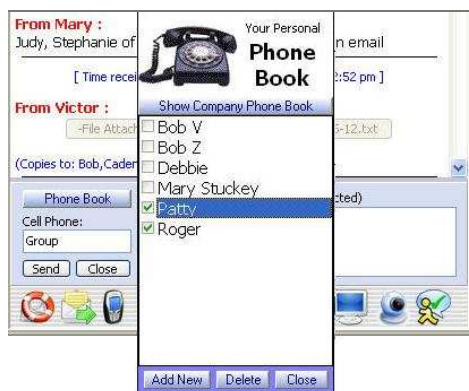 From Mary :
Judy, Stephanie of
n email
[ Time recei
2:52 pm ]
From Victor :
-File Attach
5-12.txt
(Copies to: Bob,Cader
Phone Book
cted)
Cell Phone:
Group
Send
Close
Your Personal
Phone
Book
Show Company Phone Book
Bob V
Bob Z
Debbie
Mary Stuckey
Patty
Roger
Add New
Delete
Close